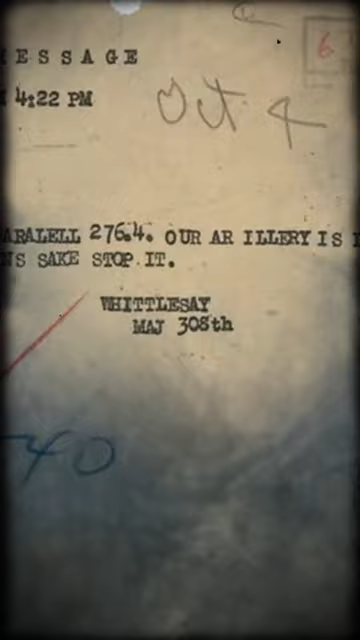 ESSAGE
4:22 PM
Oct 4
6
ARALELL 276.4. OUR AR ILLERY IS
NS SAKE STOP IT.
WHITTLESAY
MAJ 308th
40